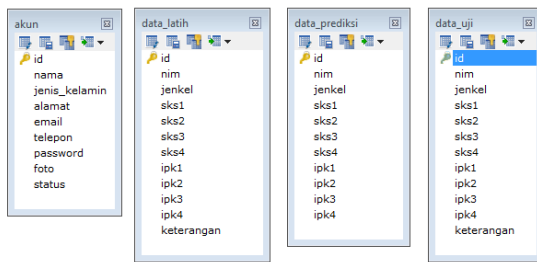 akun
id
nama
jenis_kelamin
alamat
email
telepon
password
foto
status
data_latih
id
nim
jenkel
sks1
sks2
sks3
sks4
ipk1
ipk2
ipk3
ipk4
keterangan
data_prediksi
id
nim
jenkel
sks1
sks2
sks3
sks4
ipk1
ipk2
ipk3
ipk4
data_uji
id
nim
jenkel
sks1
sks2
sks3
sks4
ipk1
ipk2
ipk3
ipk4
keterangan